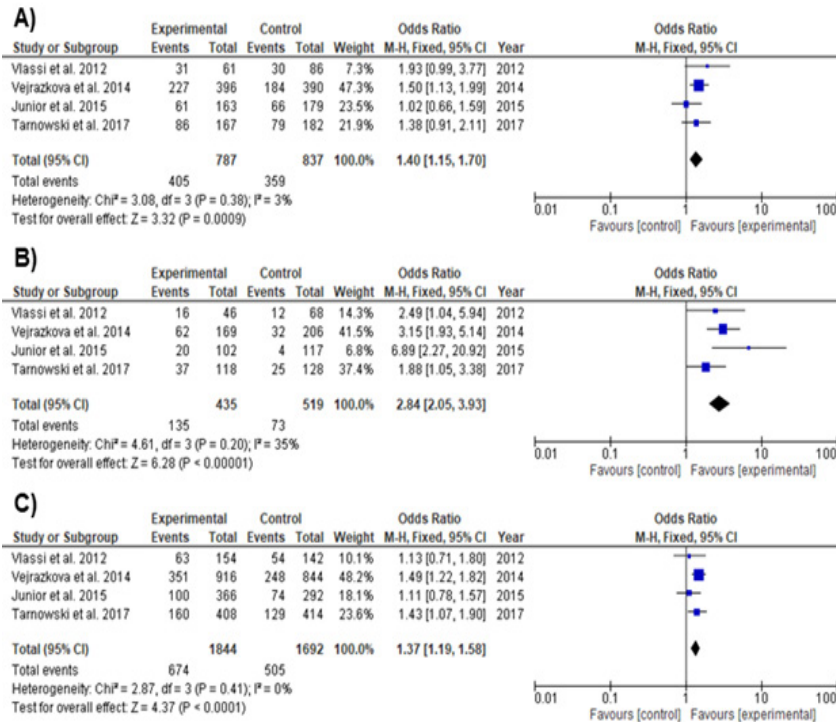 A)
Experimental Control Odds Ratio Odds Ratio
Study or Subgroup Events Total Events Total Weight M-H, Fixed, 95% CI Year M-H, Fixed, 95% CI
Vlassi et al. 2012 31 61 30 86 7.3% 1.93 [0.99, 3.77] 2012
Vejrazkova et al. 2014 227 396 184 390 47.3% 1.50 [1.13, 1.99] 2014
Junior et al. 2015 61 163 66 179 23.5% 1.02 [0.66, 1.59] 2015
Tarnowski et al. 2017 86 167 79 182 21.9% 1.38 [0.91, 2.11] 2017
Total (95% CI) 787 837 100.0% 1.40 [1.15, 1.70]
Total events 405 359
Heterogeneity: Chi² = 3.08, df = 3 (P = 0.38); I² = 3%
Test for overall effect: Z = 3.32 (P = 0.0009)
0.01 0.1 1 10 100
Favours [control] Favours [experimental]
B)
Experimental Control Odds Ratio Odds Ratio
Study or Subgroup Events Total Events Total Weight M-H, Fixed, 95% CI Year M-H, Fixed, 95% CI
Vlassi et al. 2012 16 46 12 68 14.3% 2.49 [1.04, 5.94] 2012
Vejrazkova et al. 2014 62 169 32 206 41.5% 3.15 [1.93, 5.14] 2014
Junior et al. 2015 20 102 4 117 6.8% 6.89 [2.27, 20.92] 2015
Tarnowski et al. 2017 37 118 25 128 37.4% 1.88 [1.05, 3.38] 2017
Total (95% CI) 435 519 100.0% 2.84 [2.05, 3.93]
Total events 135 73
Heterogeneity: Chi² = 4.61, df = 3 (P = 0.20); I² = 35%
Test for overall effect: Z = 6.28 (P < 0.00001)
0.01 0.1 1 10 100
Favours [control] Favours [experimental]
C)
Experimental Control Odds Ratio Odds Ratio
Study or Subgroup Events Total Events Total Weight M-H, Fixed, 95% CI Year M-H, Fixed, 95% CI
Vlassi et al. 2012 63 154 54 142 10.1% 1.13 [0.71, 1.80] 2012
Vejrazkova et al. 2014 351 916 248 844 48.2% 1.49 [1.22, 1.82] 2014
Junior et al. 2015 100 366 74 292 18.1% 1.11 [0.78, 1.57] 2015
Tarnowski et al. 2017 160 408 129 414 23.6% 1.43 [1.07, 1.90] 2017
Total (95% CI) 1844 1692 100.0% 1.37 [1.19, 1.58]
Total events 674 505
Heterogeneity: Chi² = 2.87, df = 3 (P = 0.41); I² = 0%
Test for overall effect: Z = 4.37 (P < 0.0001)
0.01 0.1 1 10 100
Favours [control] Favours [experimental]